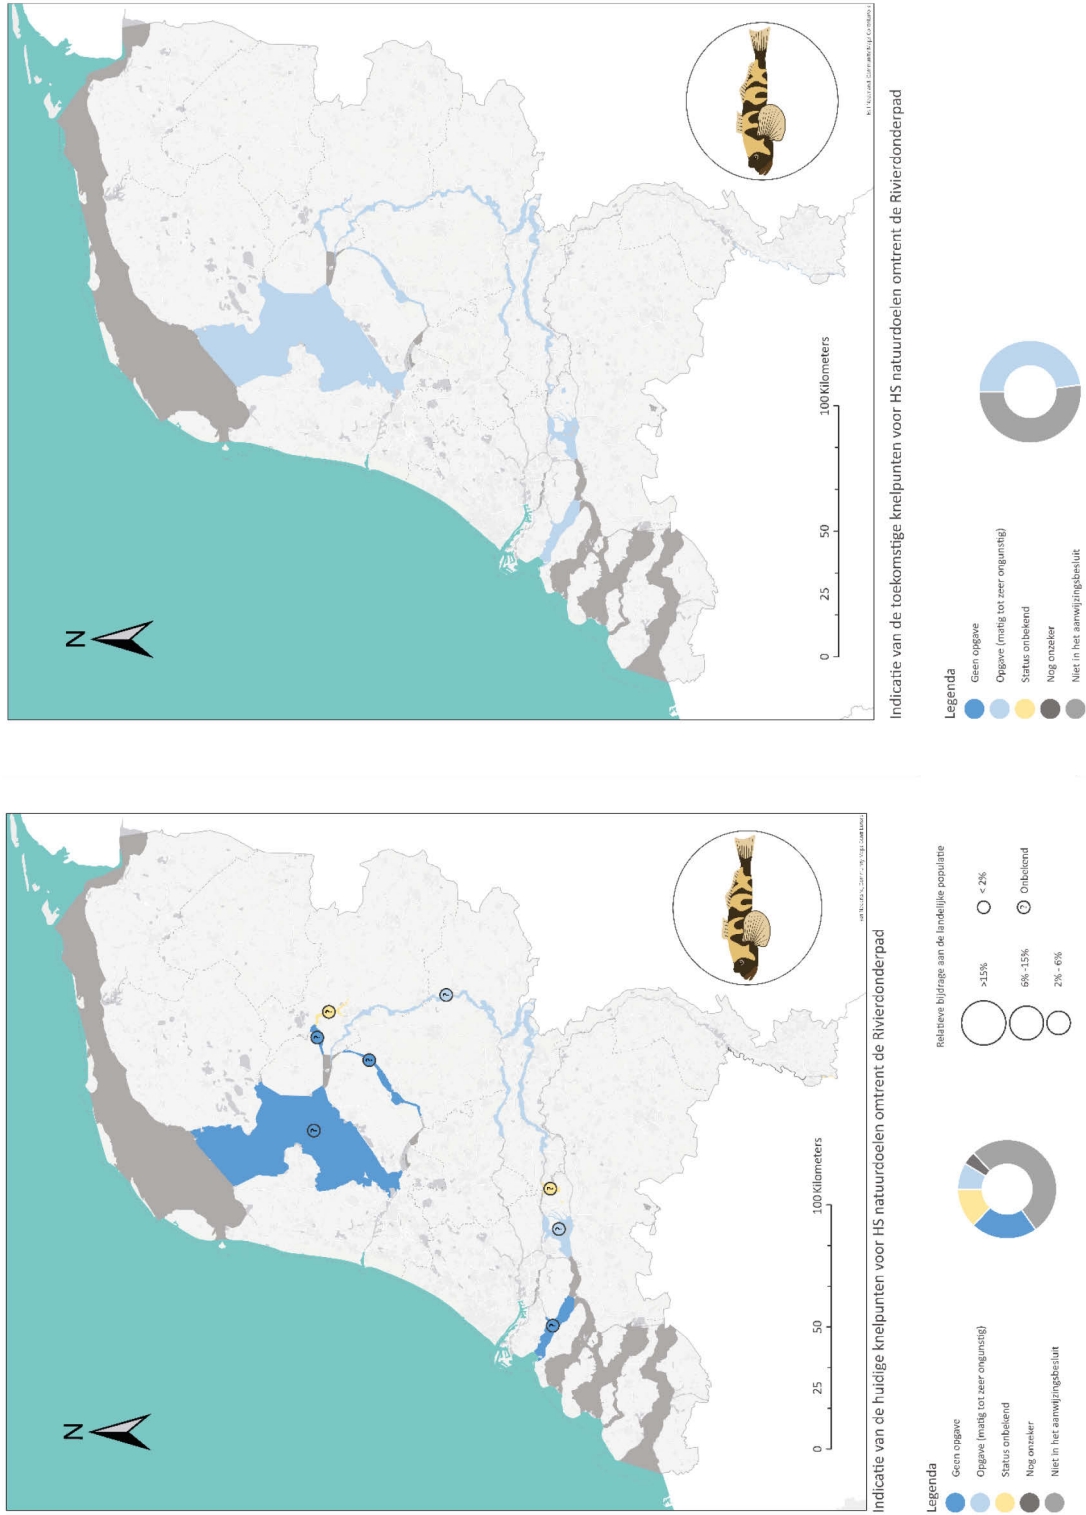 N
0 25 50 100 Kilometers
Indicatie van de huidige knelpunten voor HS natuurdoelen omtrent de Rivierdonderpad
Legenda
Geen opgave
Opgave (matig tot zeer ongunstig)
Status onbekend
Nog onzeker
Niet in het aanwijzingsbesluit
Relatieve bijdrage aan de landelijke populatie
>15%
6% -15%
2% - 6%
< 2%
? Onbekend
?
?
?
?
?
?
?
?
N
0 25 50 100 Kilometers
Indicatie van de toekomstige knelpunten voor HS natuurdoelen omtrent de Rivierdonderpad
Legenda
Geen opgave
Opgave (matig tot zeer ongunstig)
Status onbekend
Nog onzeker
Niet in het aanwijzingsbesluit